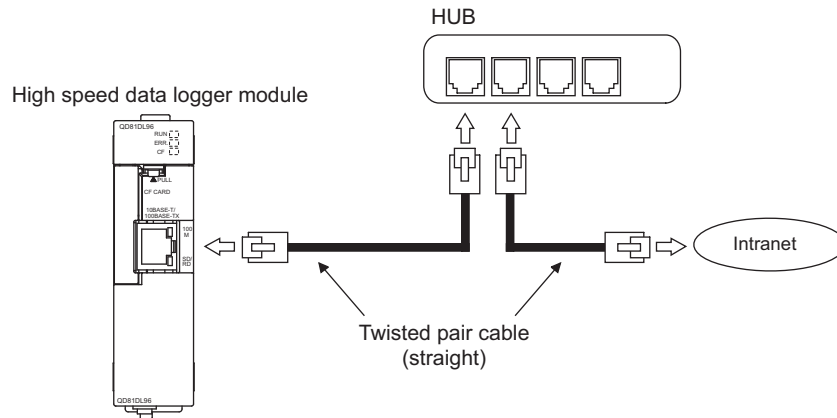 HUB
High speed data logger module
QD81DL96
RUN
ERR.
CF
PULL
CF CARD
10BASE-T/
100BASE-TX
100
M
SD/
RD
Intranet
Twisted pair cable
(straight)
QD81DL96